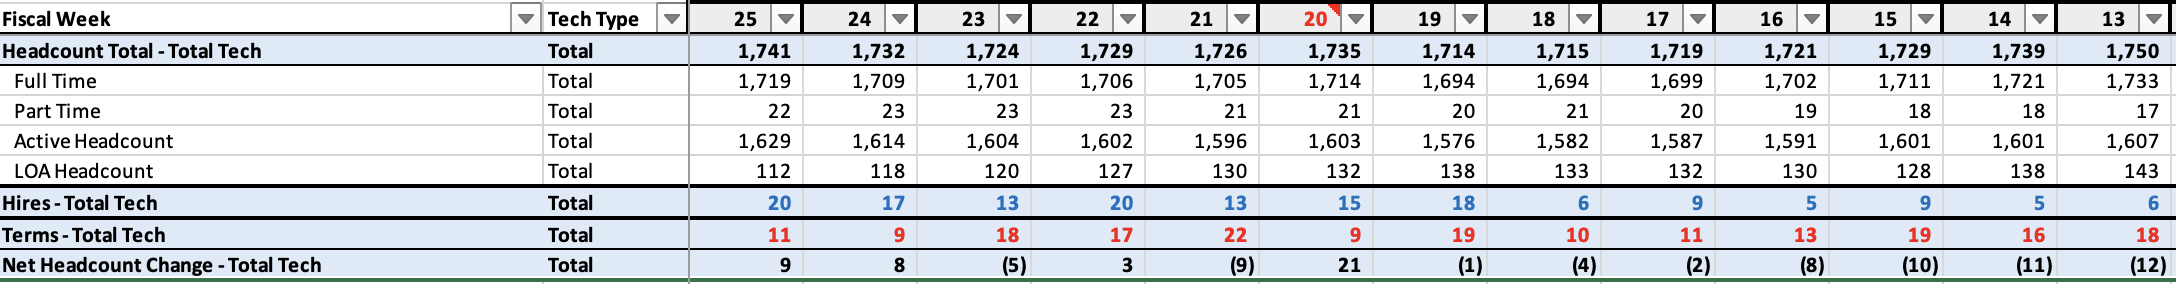 Fiscal Week Tech Type 25 24 23 22 21 20 19 18 17 16 15 14 13
Headcount Total - Total Tech Total 1,741 1,732 1,724 1,729 1,726 1,735 1,714 1,715 1,719 1,721 1,729 1,739 1,750
Full Time Total 1,719 1,709 1,701 1,706 1,705 1,714 1,694 1,694 1,699 1,702 1,711 1,721 1,733
Part Time Total 22 23 23 23 21 21 20 21 20 19 18 18 17
Active Headcount Total 1,629 1,614 1,604 1,602 1,596 1,603 1,576 1,582 1,587 1,591 1,601 1,601 1,607
LOA Headcount Total 112 118 120 127 130 132 138 133 132 130 128 138 143
Hires - Total Tech Total 20 17 13 20 13 15 18 6 9 5 9 5 6
Terms - Total Tech Total 11 9 18 17 22 9 19 10 11 13 19 16 18
Net Headcount Change - Total Tech Total 9 8 (5) 3 (9) 21 (1) (4) (2) (8) (10) (11) (12)